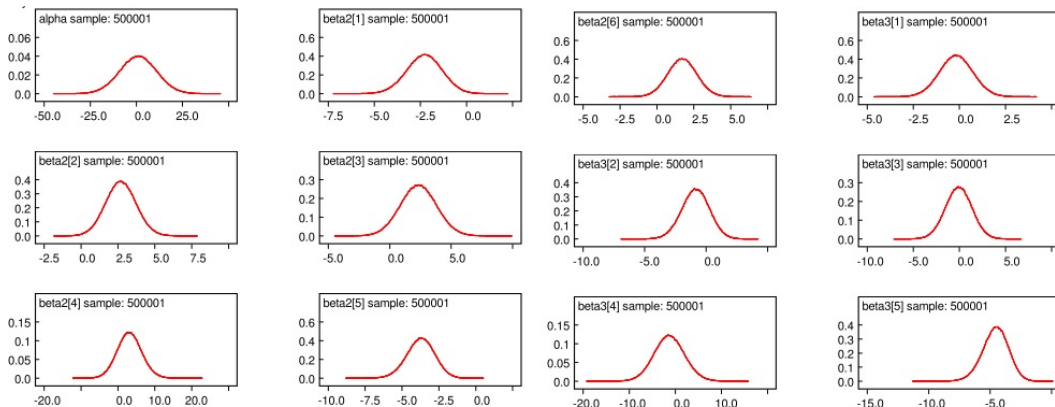 alpha sample: 500001
0.06
0.04
0.02
0.0
-50.0 -25.0 0.0 25.0
beta2[1] sample: 500001
0.6
0.4
0.2
0.0
-7.5 -5.0 -2.5 0.0
beta2[6] sample: 500001
0.6
0.4
0.2
0.0
-5.0 0.0 2.5 5.0
beta3[1] sample: 500001
0.6
0.4
0.2
0.0
-5.0 -2.5 0.0 2.5
beta2[2] sample: 500001
0.4
0.2
0.0
-2.5 0.0 2.5 5.0 7.5
beta2[3] sample: 500001
0.3
0.2
0.1
0.0
-5.0 0.0 5.0
beta3[2] sample: 500001
0.4
0.3
0.2
0.1
0.0
-10.0 -5.0 0.0
beta3[3] sample: 500001
0.3
0.2
0.1
0.0
-10.0 -5.0 0.0 5.0
beta2[4] sample: 500001
0.15
0.1
0.05
0.0
-20.0 0.0 10.0 20.0
beta2[5] sample: 500001
0.6
0.4
0.2
0.0
-10.0 -7.5 -5.0 -2.5 0.0
beta3[4] sample: 500001
0.15
0.1
0.05
0.0
-20.0 -10.0 0.0 10.0
beta3[5] sample: 500001
0.4
0.3
0.2
0.1
0.0
-15.0 -10.0 -5.0